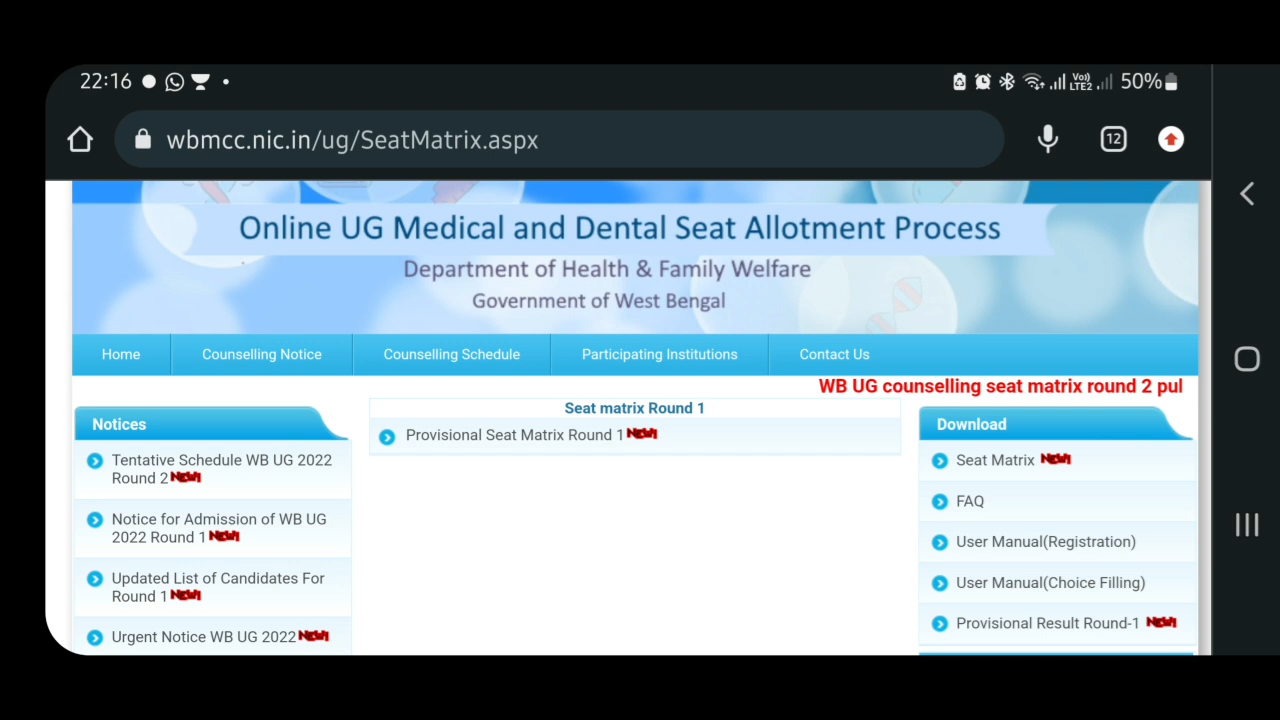 22:16
Vo))
LTE2
50%
wbmcc.nic.in/ug/SeatMatrix.aspx
12
Online UG Medical and Dental Seat Allotment Process
Department of Health & Family Welfare
Government of West Bengal
Home
Counselling Notice
Counselling Schedule
Participating Institutions
Contact Us
WB UG counselling seat matrix round 2 pul
Notices
Tentative Schedule WB UG 2022
Round 2 NEW!
Notice for Admission of WB UG
2022 Round 1 NEW!
Updated List of Candidates For
Round 1 NEW!
Urgent Notice WB UG 2022 NEW!
Seat matrix Round 1
Provisional Seat Matrix Round 1 NEW!
Download
Seat Matrix NEW!
FAQ
User Manual(Registration)
User Manual(Choice Filling)
Provisional Result Round-1 NEW!